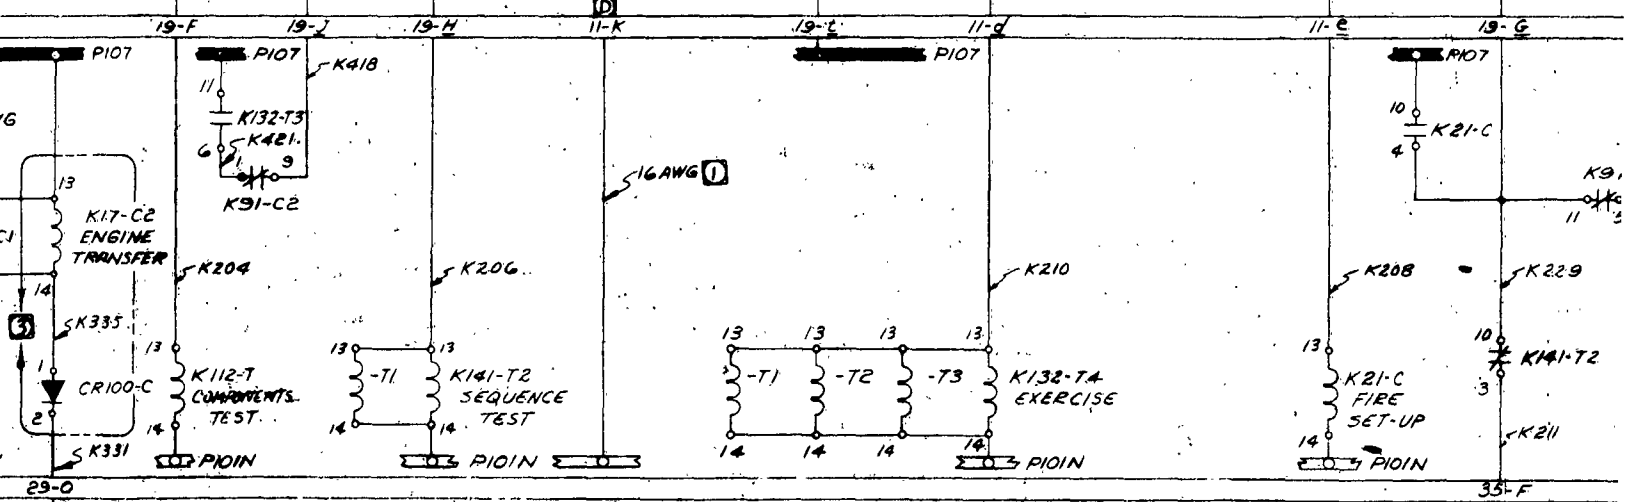 D
19-F
19-J
19-H
11-K
19-t
11-d
11-e
19-G
P107
P107
K418
P107
P107
11
K132-T3
6
K421
1
9
K91-C2
10
K21-C
4
16 AWG 1
K91
11
13
K17-C2
ENGINE
TRANSFER
14
K204
K206
K210
K208
K229
3
K335
1
CR100-C
2
K331
13
K112-T
COMPONENTS
TEST
14
P101N
13
-T1
14
13
K141-T2
SEQUENCE
TEST
14
P101N
13
-T1
14
13
-T2
14
13
-T3
14
13
K132-T4
EXERCISE
14
P101N
13
K21-C
FIRE
SET-UP
14
P101N
10
K141-T2
3
K211
29-O
35-F